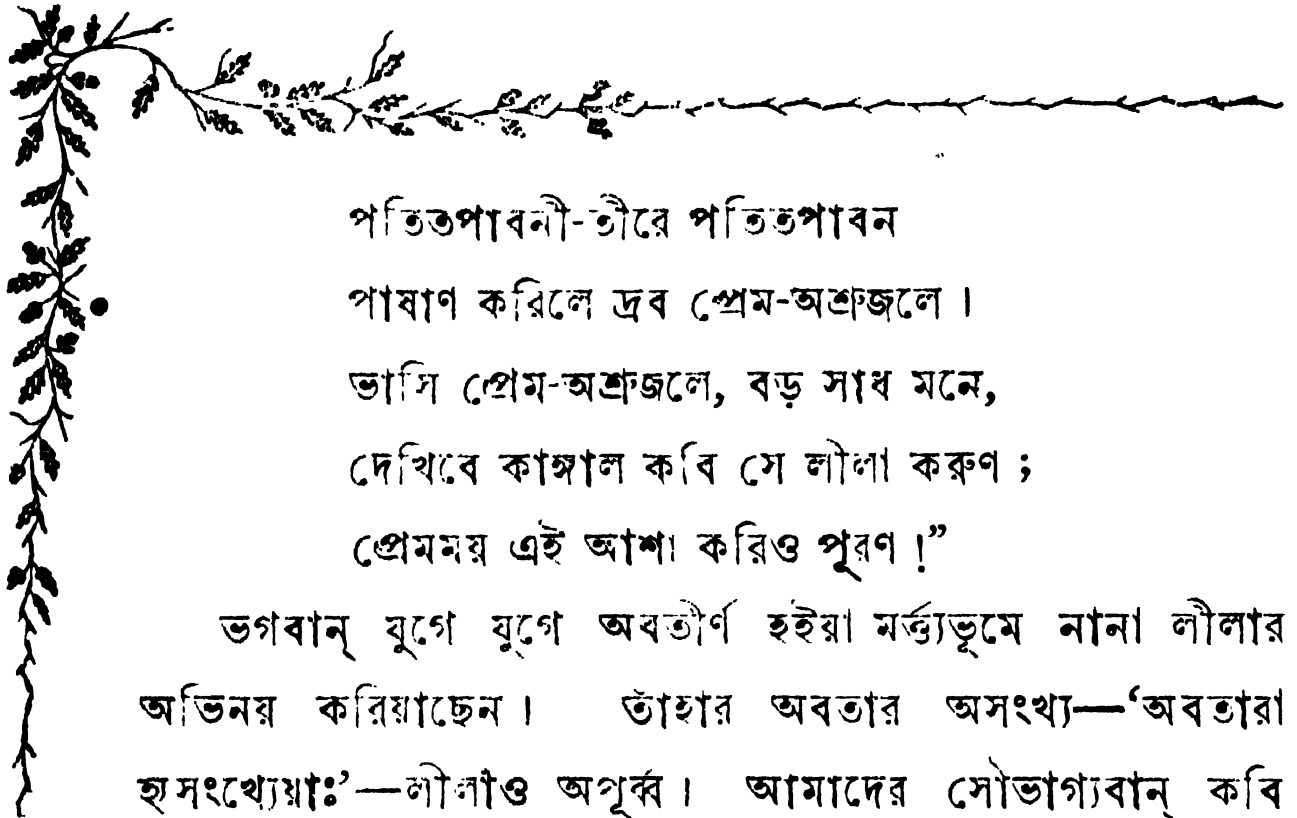 পতিতপাবনী-তীরে পতিতপাবন
পাষাণ করিলে দ্রব প্রেম-অশ্রুজলে।
ভাসি প্রেম-অশ্রুজলে, বড় সাধ মনে,
দেখিবে কাঙ্গাল কবি সে লীলা করুণ ;
প্রেমময় এই আশা করিও পূরণ !”
ভগবান্ যুগে যুগে অবতীর্ণ হইয়া মর্ত্ত্যভূমে নানা লীলার
অভিনয় করিয়াছেন। তাঁহার অবতার অসংখ্য—‘অবতারা
হ্যসংখ্যেয়াঃ’—লীলাও অপূর্ব্ব। আমাদের সৌভাগ্যবান্ কবি